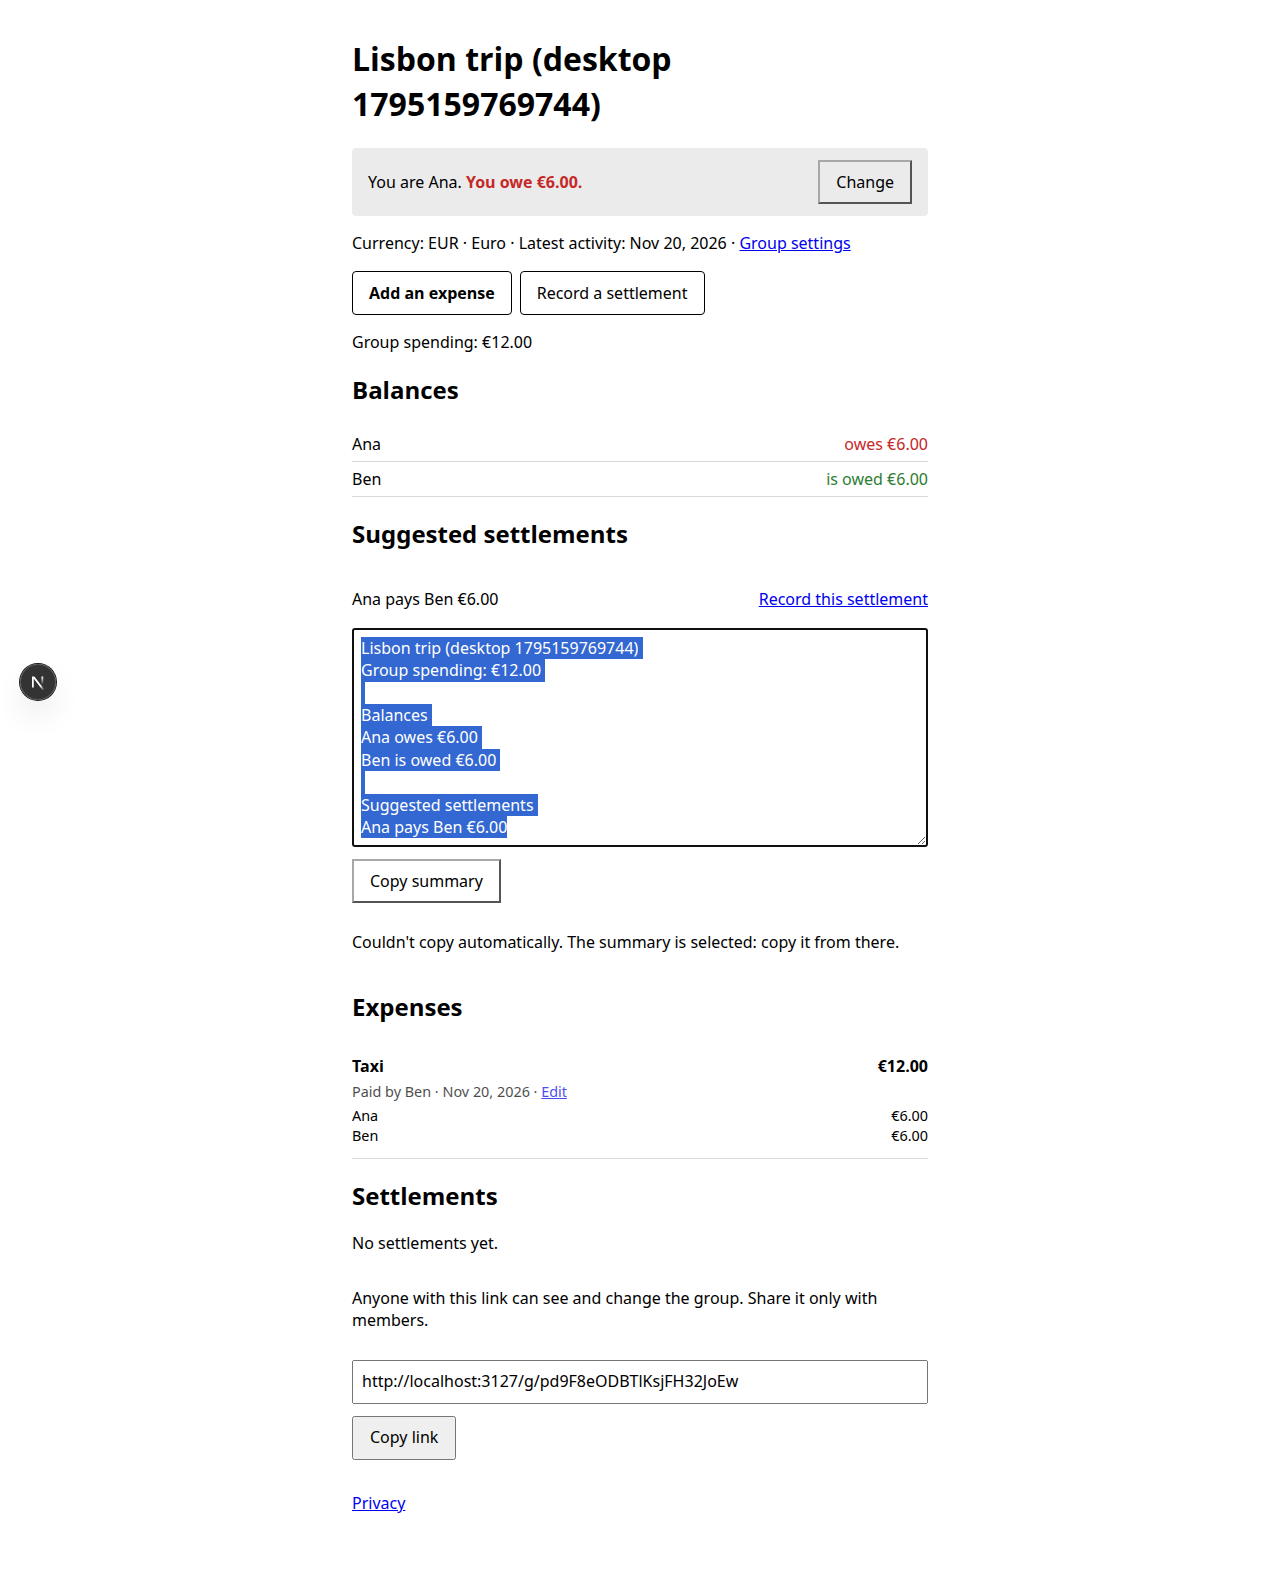 Lisbon trip (desktop
1795159769744)
You are Ana. You owe €6.00.
Change
Currency: EUR · Euro · Latest activity: Nov 20, 2026 · Group settings
Add an expense
Record a settlement
Group spending: €12.00
Balances
Ana owes €6.00
Ben is owed €6.00
Suggested settlements
Ana pays Ben €6.00 Record this settlement
Lisbon trip (desktop 1795159769744)
Group spending: €12.00
Balances
Ana owes €6.00
Ben is owed €6.00
Suggested settlements
Ana pays Ben €6.00
N
Copy summary
Couldn't copy automatically. The summary is selected: copy it from there.
Expenses
Taxi €12.00
Paid by Ben · Nov 20, 2026 · Edit
Ana €6.00
Ben €6.00
Settlements
No settlements yet.
Anyone with this link can see and change the group. Share it only with
members.
http://localhost:3127/g/pd9F8eODBTlKsjFH32JoEw
Copy link
Privacy